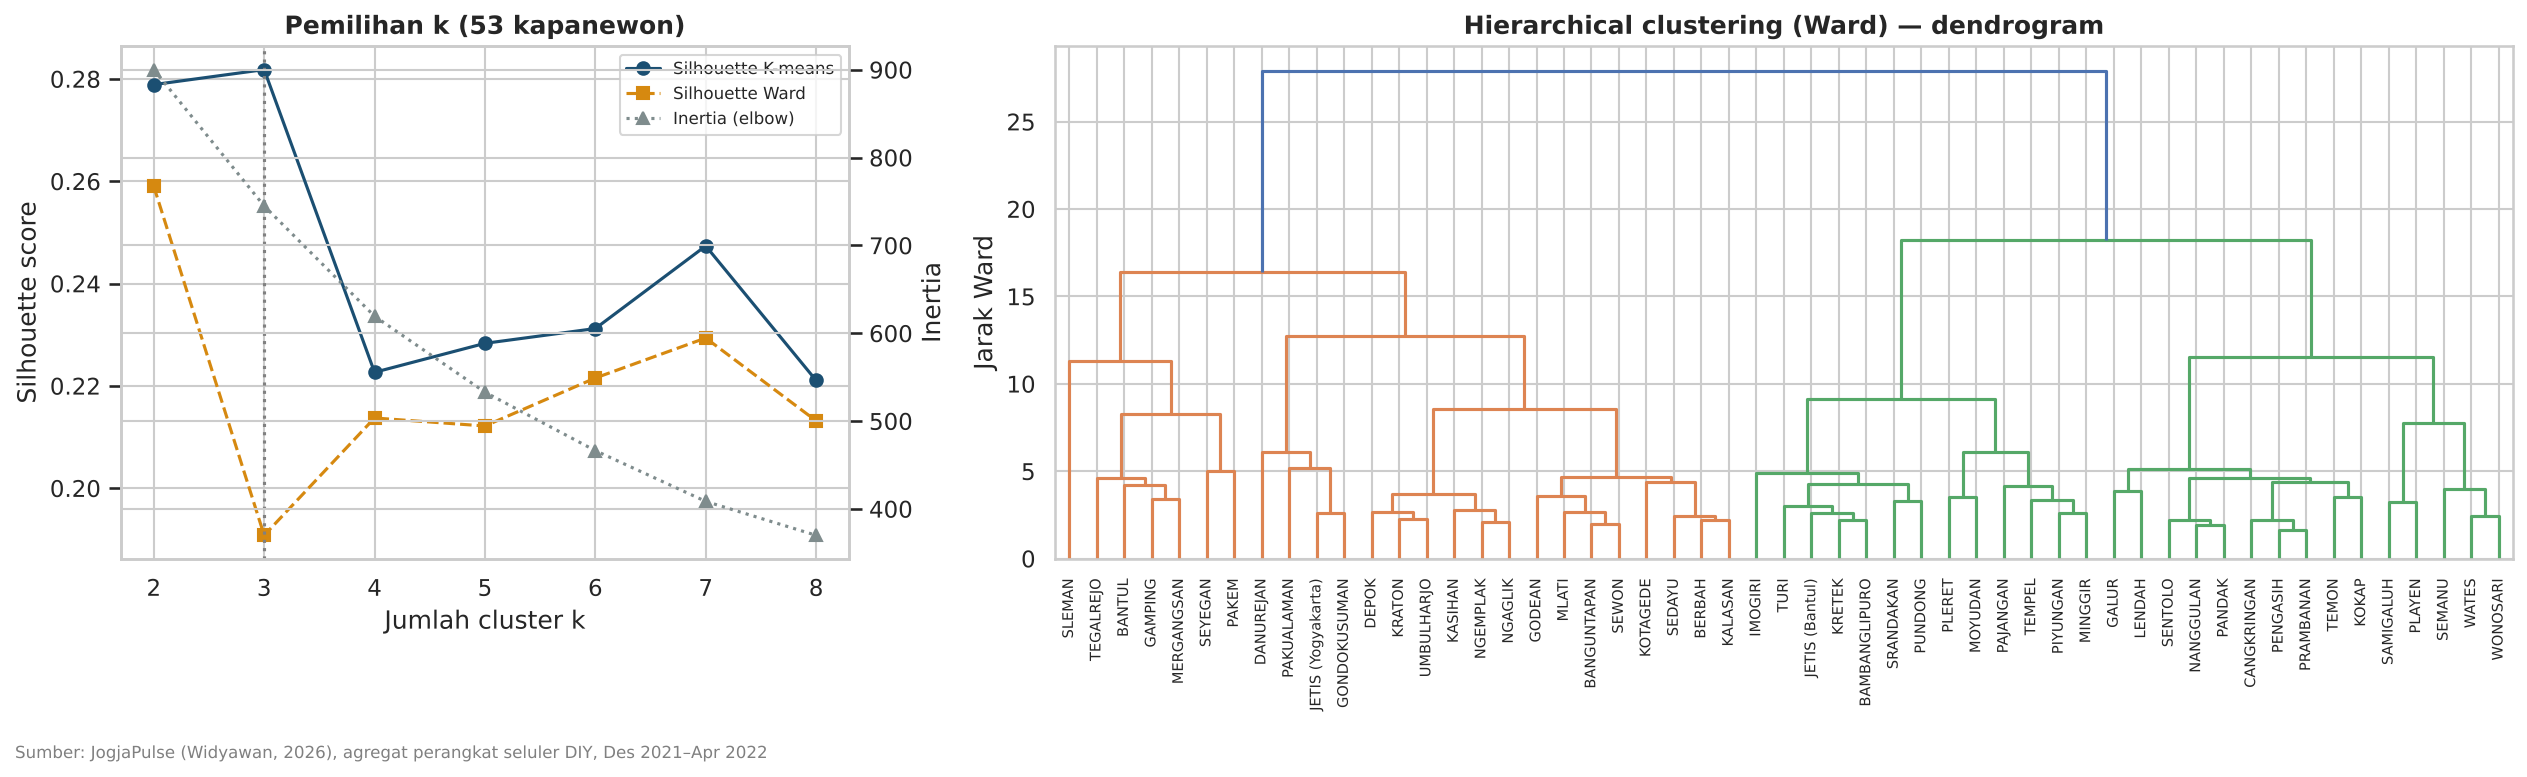 Pemilihan k (53 kapanewon)
Silhouette score
0.28
0.26
0.24
0.22
0.20
2 3 4 5 6 7 8
Jumlah cluster k
900
800
700
600
500
400
Inertia
Silhouette K-means
Silhouette Ward
Inertia (elbow)
Hierarchical clustering (Ward) — dendrogram
Jarak Ward
25
20
15
10
5
0
SLEMAN
TEGALREJO
BANTUL
GAMPING
MERGANGSAN
SEYEGAN
PAKEM
DANUREJAN
PAKUALAMAN
JETIS (Yogyakarta)
GONDOKUSUMAN
DEPOK
KRATON
UMBULHARJO
KASIHAN
NGEMPLAK
NGAGLIK
GODEAN
MLATI
BANGUNTAPAN
SEWON
KOTAGEDE
SEDAYU
BERBAH
KALASAN
IMOGIRI
TURI
JETIS (Bantul)
KRETEK
BAMBANGLIPURO
SRANDAKAN
PUNDONG
PLERET
MOYUDAN
PAJANGAN
TEMPEL
PIYUNGAN
MINGGIR
GALUR
LENDAH
SENTOLO
NANGGULAN
PANDAK
CANGKRINGAN
PENGASIH
PRAMBANAN
TEMON
KOKAP
SAMIGALUH
PLAYEN
SEMANU
WATES
WONOSARI
Sumber: JogjaPulse (Widyawan, 2026), agregat perangkat seluler DIY, Des 2021–Apr 2022